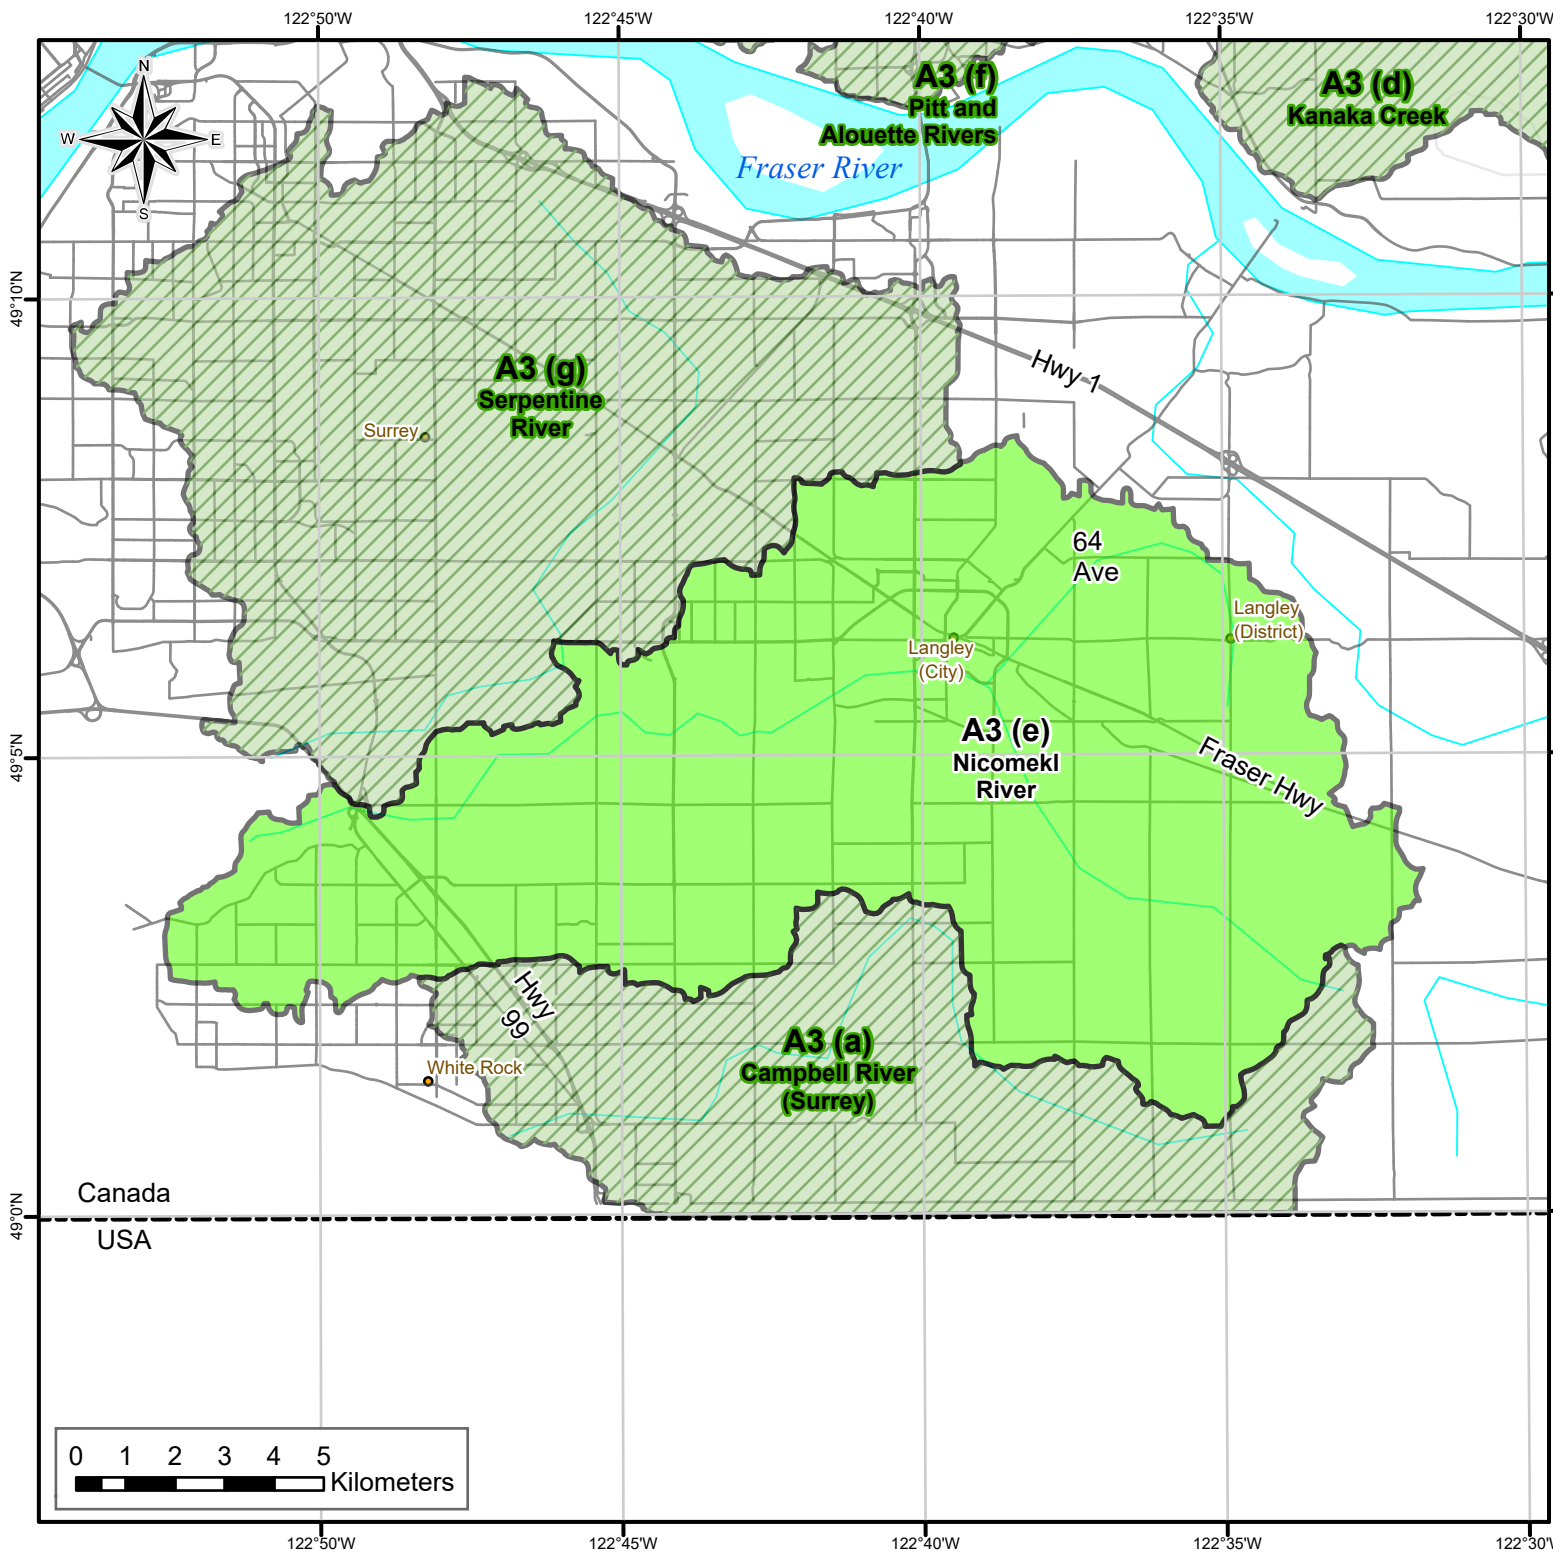 122°50'W
122°45'W
122°40'W
122°35'W
122°30'W
N
W
E
S
A3 (f)
Pitt and
Alouette Rivers
A3 (d)
Kanaka Creek
Fraser River
49°10'N
Hwy 1
A3 (g)
Serpentine
River
Surrey
64
Ave
Langley
(District)
Langley
(City)
A3 (e)
Nicomekl
River
Fraser Hwy
49°5'N
Hwy
99
A3 (a)
Campbell River
(Surrey)
White Rock
Canada
49°0'N
USA
0 1 2 3 4 5
Kilometers
122°50'W
122°45'W
122°40'W
122°35'W
122°30'W